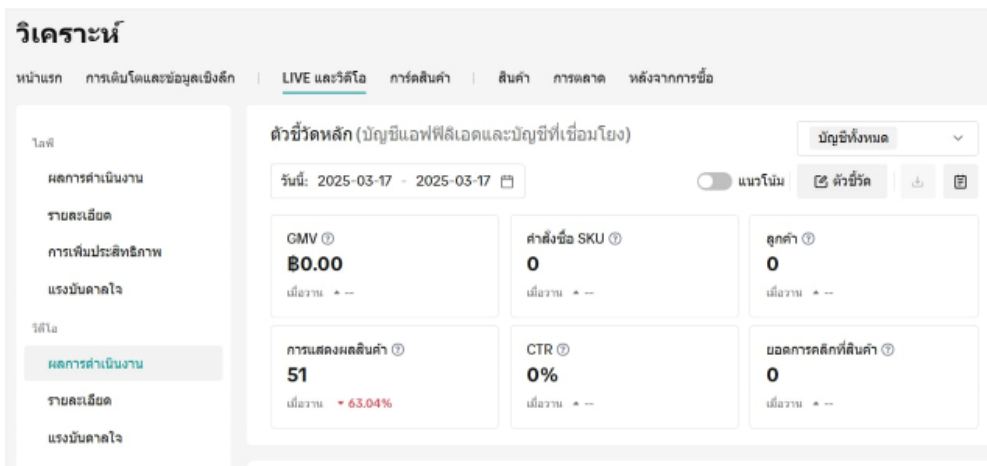 วิเคราะห์
หน้าแรก การเติบโตและข้อมูลเชิงลึก LIVE และวิดีโอ การ์ดสินค้า สินค้า การตลาด หลังจากการซื้อ
ไลฟ์
ผลการดำเนินงาน
รายละเอียด
การเพิ่มประสิทธิภาพ
แรงบันดาลใจ
วิดีโอ
ผลการดำเนินงาน
รายละเอียด
แรงบันดาลใจ
ตัวชี้วัดหลัก (บัญชีแอฟฟิลิเอตและบัญชีที่เชื่อมโยง)
บัญชีทั้งหมด
วันนี้: 2025-03-17 - 2025-03-17
แนวโน้ม ตัวชี้วัด
GMV
฿0.00
เมื่อวาน --
คำสั่งซื้อ SKU
0
เมื่อวาน --
ลูกค้า
0
เมื่อวาน --
การแสดงผลสินค้า
51
เมื่อวาน 63.04%
CTR
0%
เมื่อวาน --
ยอดการคลิกที่สินค้า
0
เมื่อวาน --